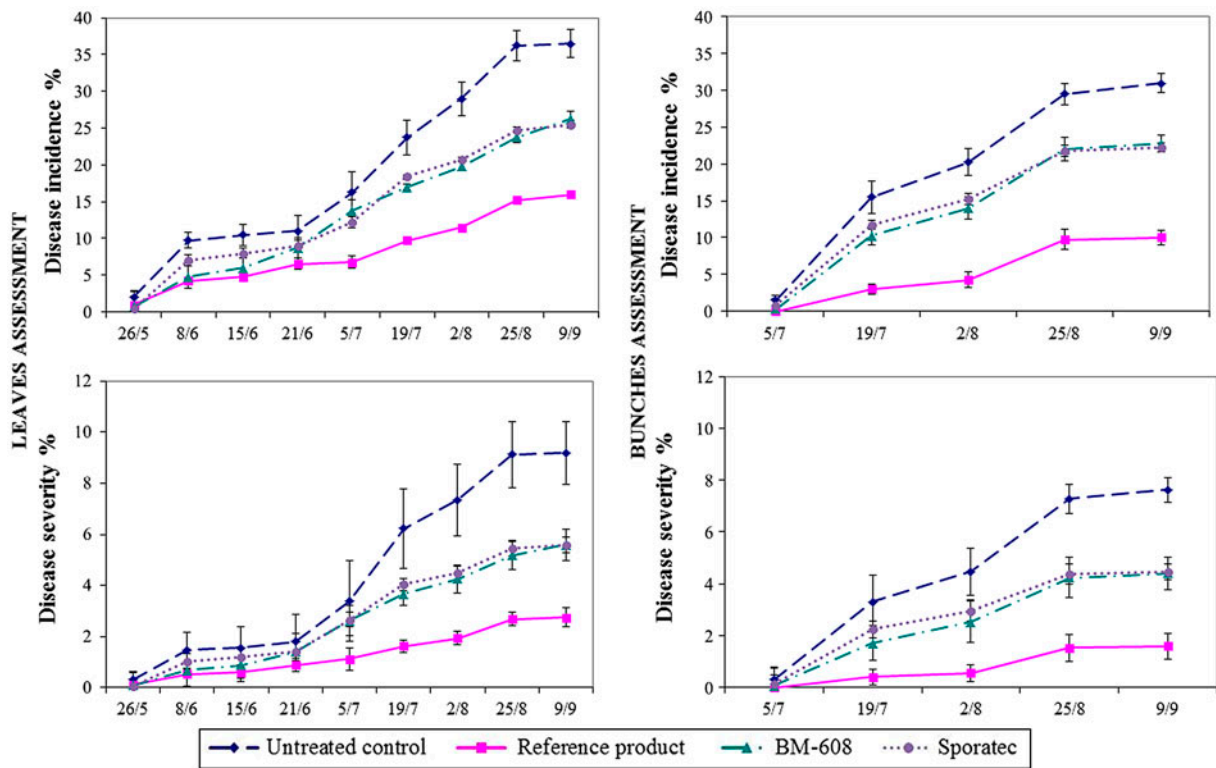 LEAVES ASSESSMENT
Disease incidence %
40
35
30
25
20
15
10
5
0
26/5 8/6 15/6 21/6 5/7 19/7 2/8 25/8 9/9
BUNCHES ASSESSMENT
Disease incidence %
40
35
30
25
20
15
10
5
0
5/7 19/7 2/8 25/8 9/9
Disease severity %
12
10
8
6
4
2
0
26/5 8/6 15/6 21/6 5/7 19/7 2/8 25/8 9/9
Disease severity %
12
10
8
6
4
2
0
5/7 19/7 2/8 25/8 9/9
Untreated control Reference product BM-608 Sporatec